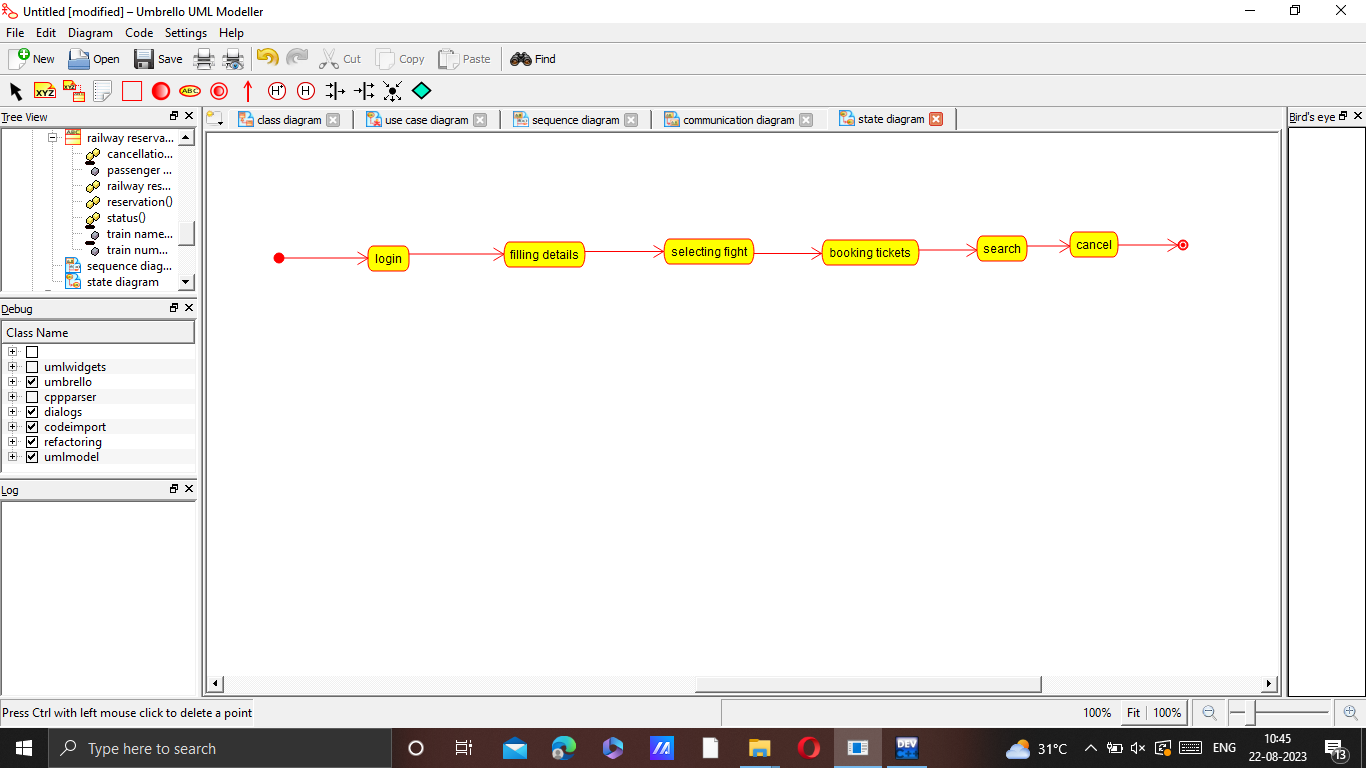 Untitled [modified] – Umbrello UML Modeller
File Edit Diagram Code Settings Help
New Open Save Cut Copy Paste Find
XYZ XYZ ABC H* H
Tree View
class diagram use case diagram sequence diagram communication diagram state diagram
Bird's eye
railway reserva...
cancellatio...
passenger ...
railway res...
reservation()
status()
train name...
train num...
sequence diag...
state diagram
login
filling details
selecting fight
booking tickets
search
cancel
Debug
Class Name
umlwidgets
umbrello
cppparser
dialogs
codeimport
refactoring
umlmodel
Log
Press Ctrl with left mouse click to delete a point
100% Fit 100%
Type here to search
DEV
31°C
ENG
10:45
22-08-2023
13